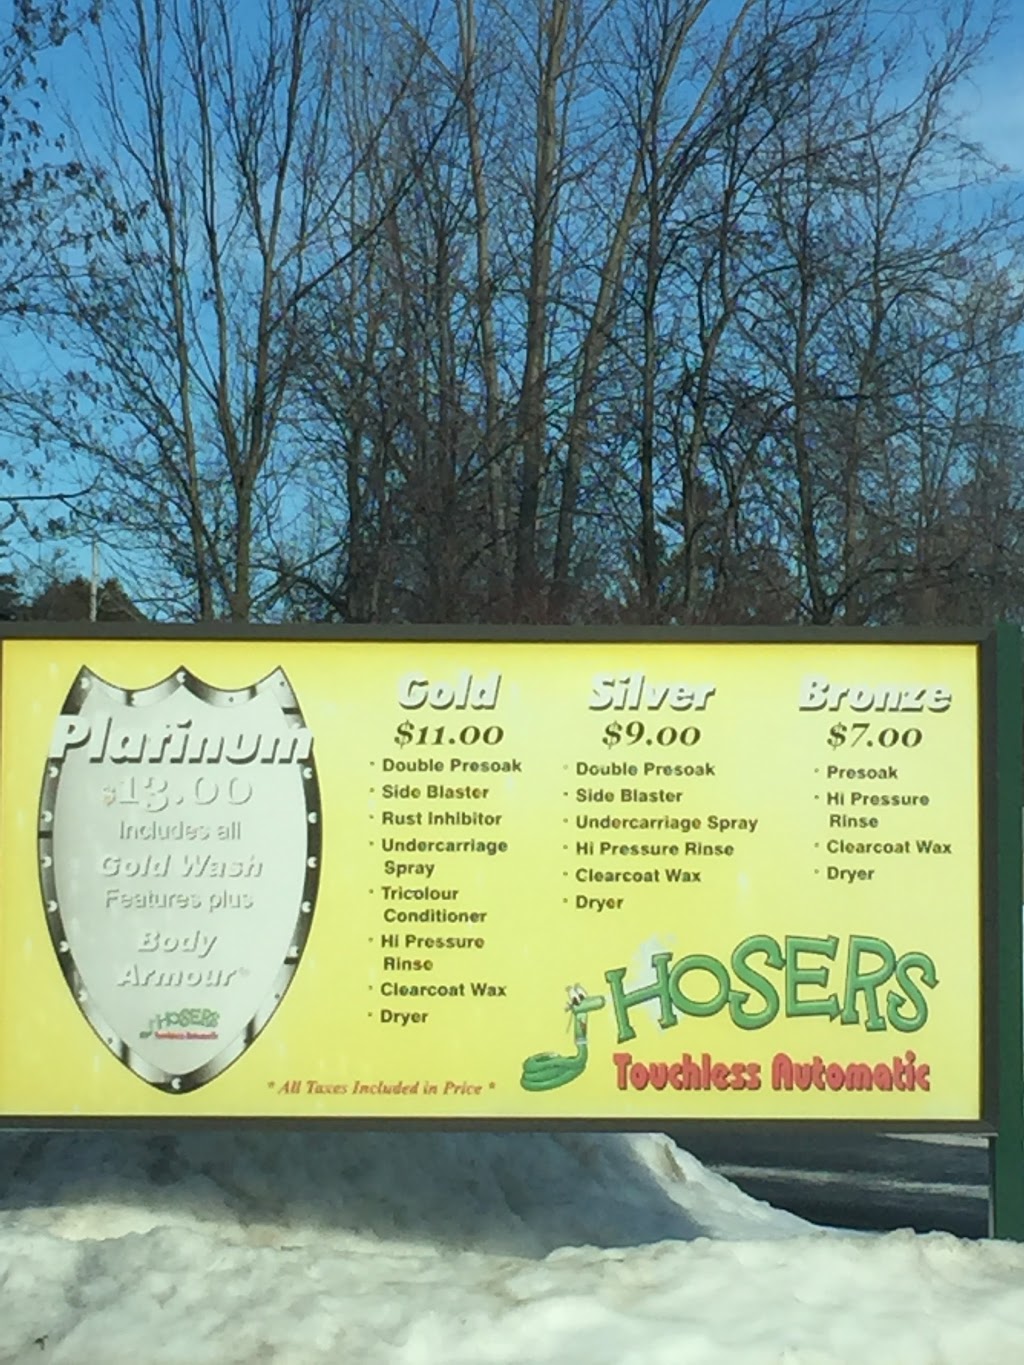 Platinum
$13.00
Includes all
Gold Wash
Features plus
Body
Armour®
HOSERS
Touchless Automatic
Gold
$11.00
· Double Presoak
· Side Blaster
· Rust Inhibitor
· Undercarriage
Spray
· Tricolour
Conditioner
· Hi Pressure
Rinse
· Clearcoat Wax
· Dryer
Silver
$9.00
· Double Presoak
· Side Blaster
· Undercarriage Spray
· Hi Pressure Rinse
· Clearcoat Wax
· Dryer
Bronze
$7.00
· Presoak
· Hi Pressure
Rinse
· Clearcoat Wax
· Dryer
HOSERS
Touchless Automatic
* All Taxes Included in Price *